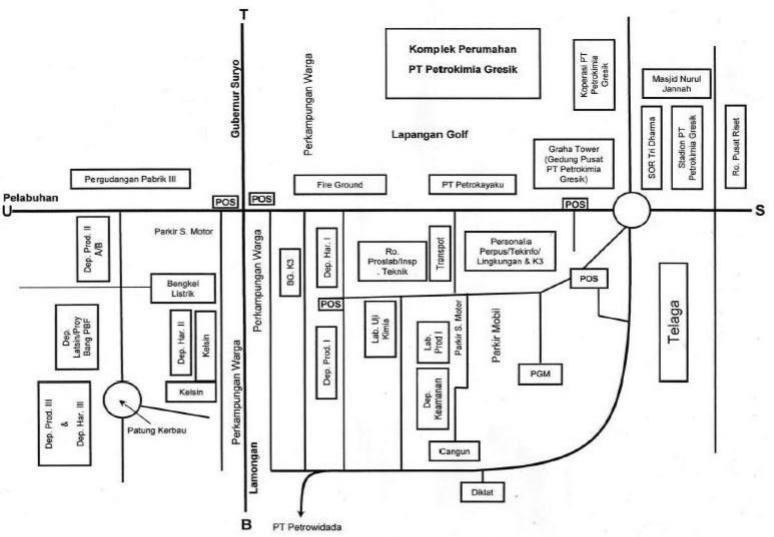 T
Komplek Perumahan
PT Petrokimia Gresik
Koperasi PT
Petrokimia
Gresik
Gubernur Suryo
Perkampungan Warga
Masjid Nurul
Jannah
Lapangan Golf
SOR Tri Dharma
Stadion PT
Petrokimia Gresik
Ro. Pusat Riset
Graha Tower
(Gedung Pusat
PT Petrokimia
Gresik)
Pergudangan Pabrik III
Fire Ground
PT Petrokayaku
Pelabuhan
POS
POS
POS
U
S
Dep. Prod. II
A/B
Parkir S. Motor
Perkampungan Warga
BG. K3
Dep. Har. I
Ro.
Proslab/Insp
. Teknik
Transpot
Personalia
Perpus/Tekinfo/
Lingkungan & K3
POS
Bengkel
Listrik
POS
Telaga
Dep.
Latsin/Proy
Bang PBF
Dep. Har. II
Kelsin
Lab. Uji
Kimia
Lab.
Prod I
Parkir S. Motor
Parkir Mobil
Dep. Prod. I
Perkampungan Warga
PGM
Kelsin
Dep.
Keamanan
Dep. Prod. III
&
Dep. Har. III
Patung Kerbau
Cangun
Lamongan
Diklat
B
PT Petrowidada